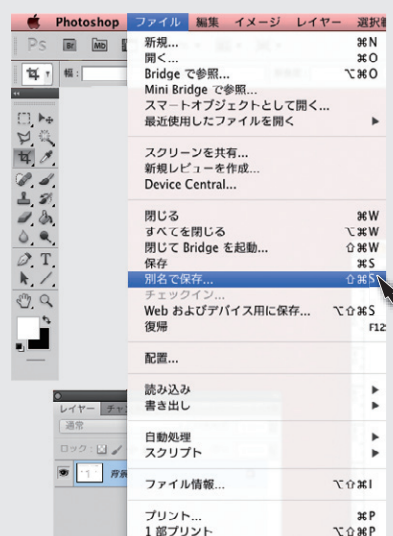 Photoshop ファイル 編集 イメージ レイヤー 選択
Ps Br Mb
幅:
新規... ⌘N
開く... ⌘O
Bridge で参照... ⌥⌘O
Mini Bridge で参照...
スマートオブジェクトとして開く...
最近使用したファイルを開く ▶
スクリーンを共有...
新規レビューを作成...
Device Central...
閉じる ⌘W
すべてを閉じる ⌥⌘W
閉じて Bridge を起動... ⇧⌘W
保存 ⌘S
別名で保存... ⇧⌘S
チェックイン...
Web およびデバイス用に保存... ⌥⇧⌘S
復帰 F12
配置...
読み込み ▶
書き出し ▶
自動処理 ▶
スクリプト ▶
ファイル情報... ⌥⇧⌘I
プリント... ⌘P
1 部プリント ⌥⇧⌘P
レイヤー チャ
通常
ロック:
背景